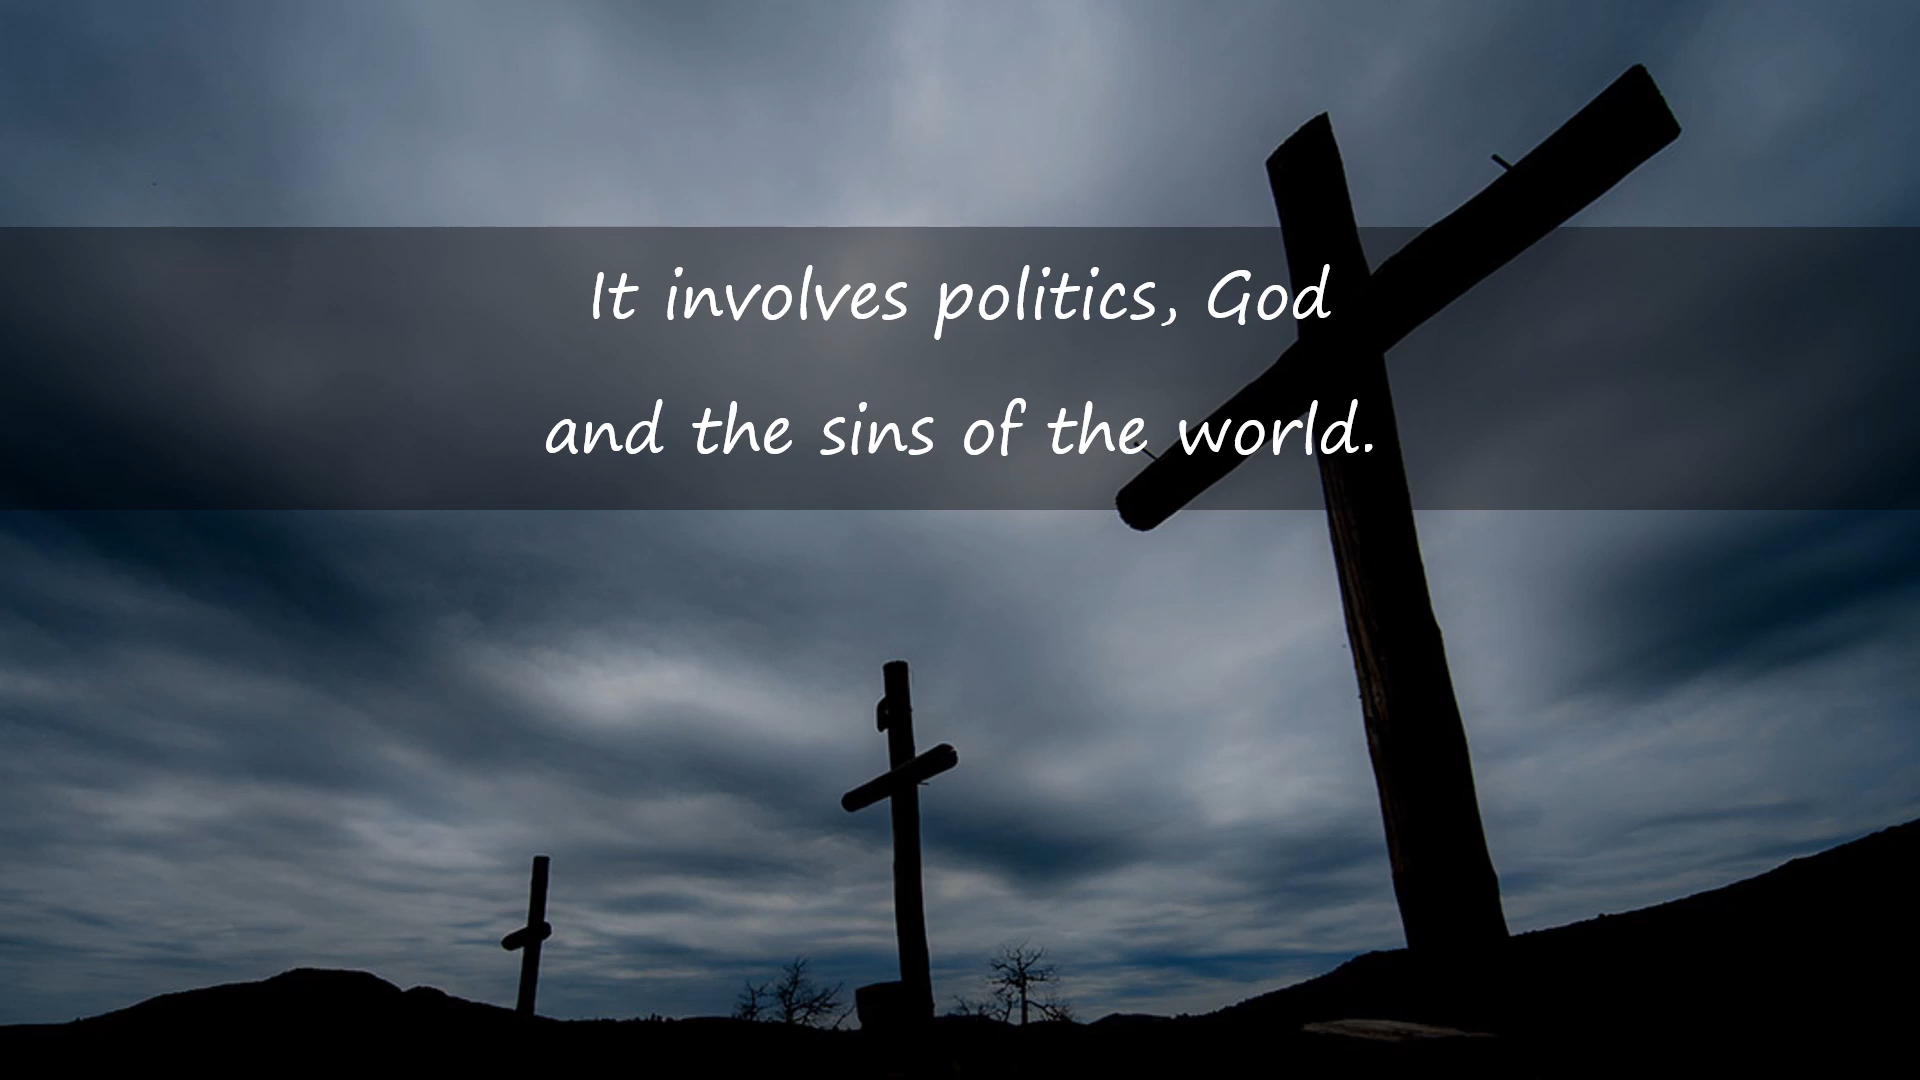 It involves politics, God
and the sins of the world.